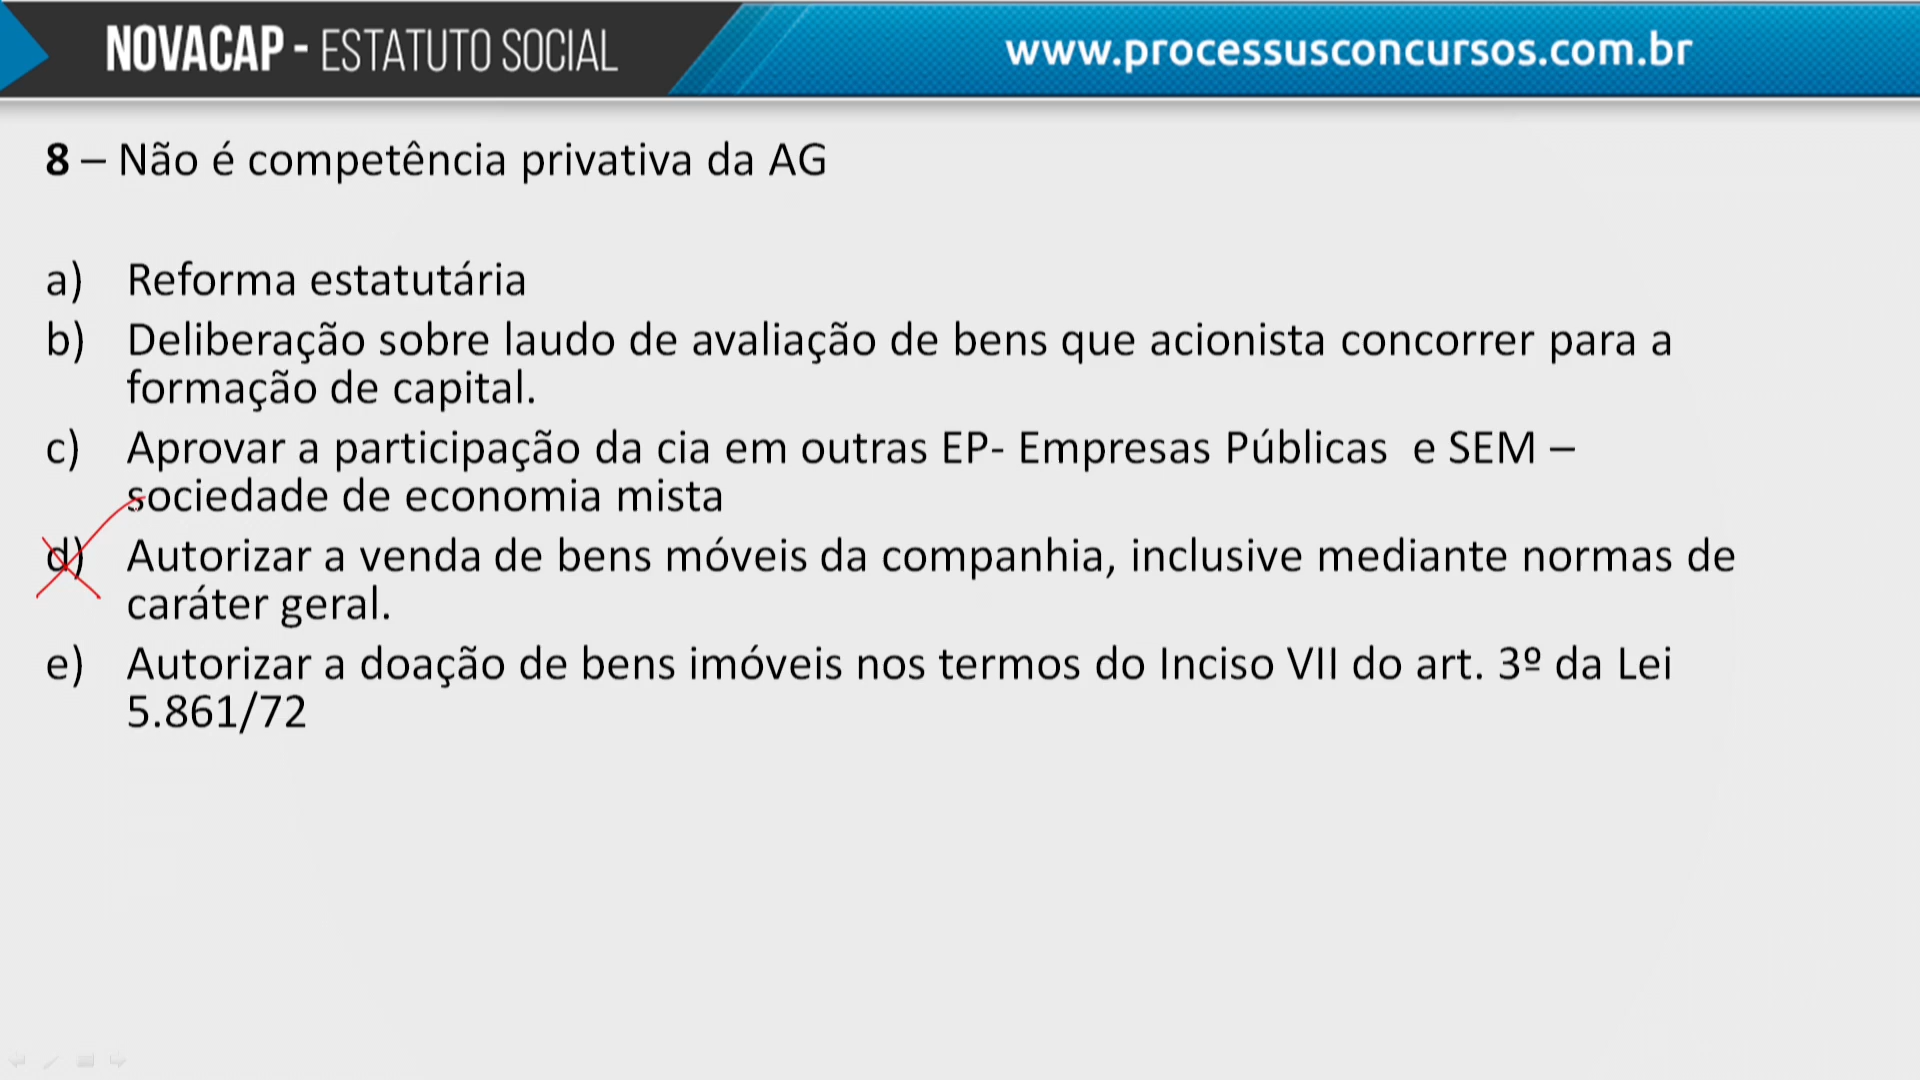 NOVACAP - ESTATUTO SOCIAL
www.processusconcursos.com.br
8 – Não é competência privativa da AG
a) Reforma estatutária
b) Deliberação sobre laudo de avaliação de bens que acionista concorrer para a
formação de capital.
c) Aprovar a participação da cia em outras EP- Empresas Públicas e SEM –
sociedade de economia mista
d) Autorizar a venda de bens móveis da companhia, inclusive mediante normas de
caráter geral.
e) Autorizar a doação de bens imóveis nos termos do Inciso VII do art. 3º da Lei
5.861/72